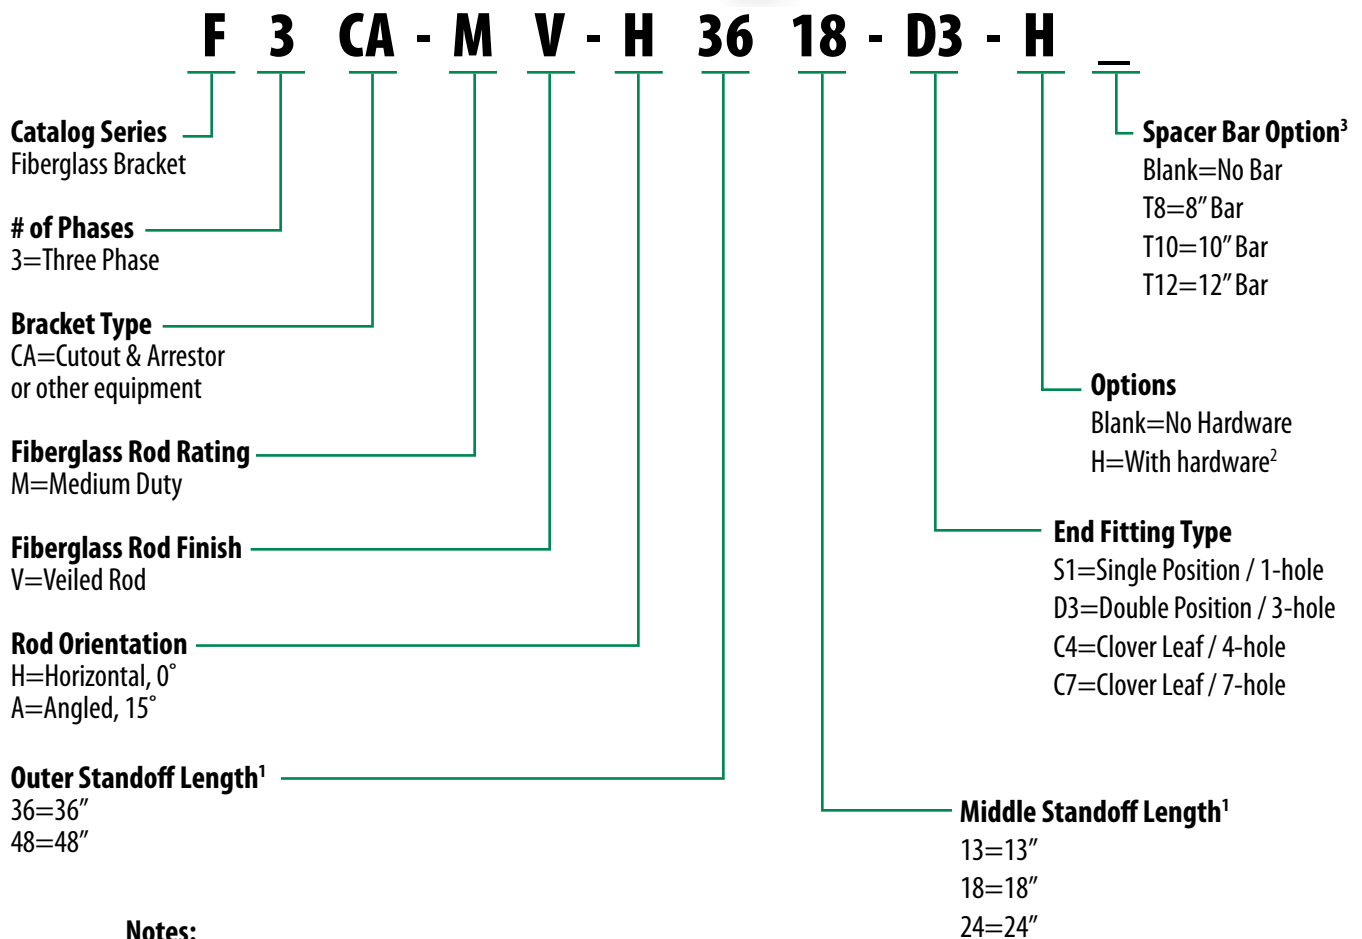 F 3 CA - M V - H 36 18 - D3 - H _
Catalog Series
Fiberglass Bracket
# of Phases
3=Three Phase
Bracket Type
CA=Cutout & Arrestor
or other equipment
Fiberglass Rod Rating
M=Medium Duty
Fiberglass Rod Finish
V=Veiled Rod
Rod Orientation
H=Horizontal, 0˚
A=Angled, 15˚
Outer Standoff Length¹
36=36”
48=48”
Spacer Bar Option³
Blank=No Bar
T8=8” Bar
T10=10” Bar
T12=12” Bar
Options
Blank=No Hardware
H=With hardware²
End Fitting Type
S1=Single Position / 1-hole
D3=Double Position / 3-hole
C4=Clover Leaf / 4-hole
C7=Clover Leaf / 7-hole
Middle Standoff Length¹
13=13”
18=18”
24=24”
Notes: